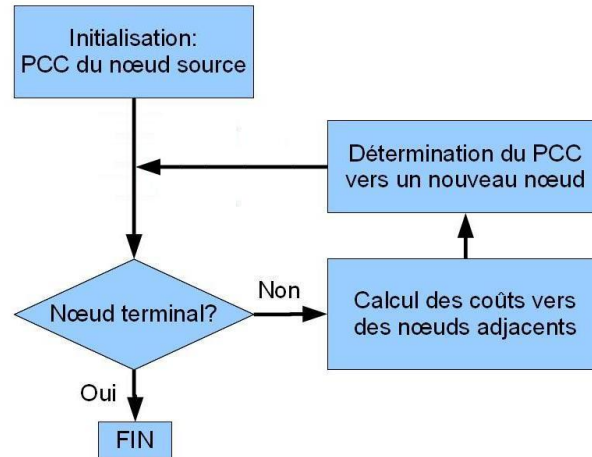 Initialisation:
PCC du nœud source
Détermination du PCC
vers un nouveau nœud
Nœud terminal?
Non
Calcul des coûts vers
des nœuds adjacents
Oui
FIN